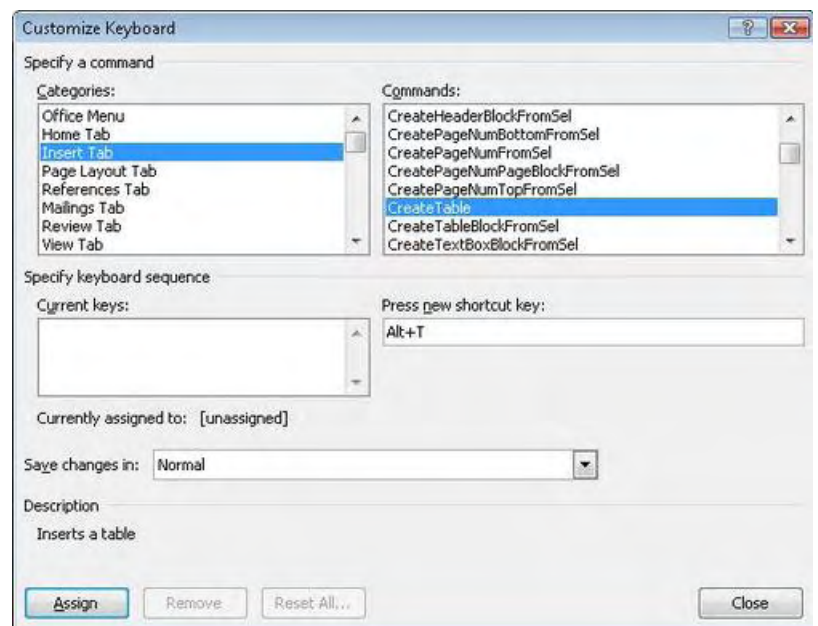 Customize Keyboard
Specify a command
Categories:
Office Menu
Home Tab
Insert Tab
Page Layout Tab
References Tab
Mailings Tab
Review Tab
View Tab
Commands:
CreateHeaderBlockFromSel
CreatePageNumBottomFromSel
CreatePageNumFromSel
CreatePageNumPageBlockFromSel
CreatePageNumTopFromSel
CreateTable
CreateTableBlockFromSel
CreateTextBoxBlockFromSel
Specify keyboard sequence
Current keys:
Press new shortcut key:
Alt+T
Currently assigned to: [unassigned]
Save changes in: Normal
Description
Inserts a table
Assign Remove Reset All... Close